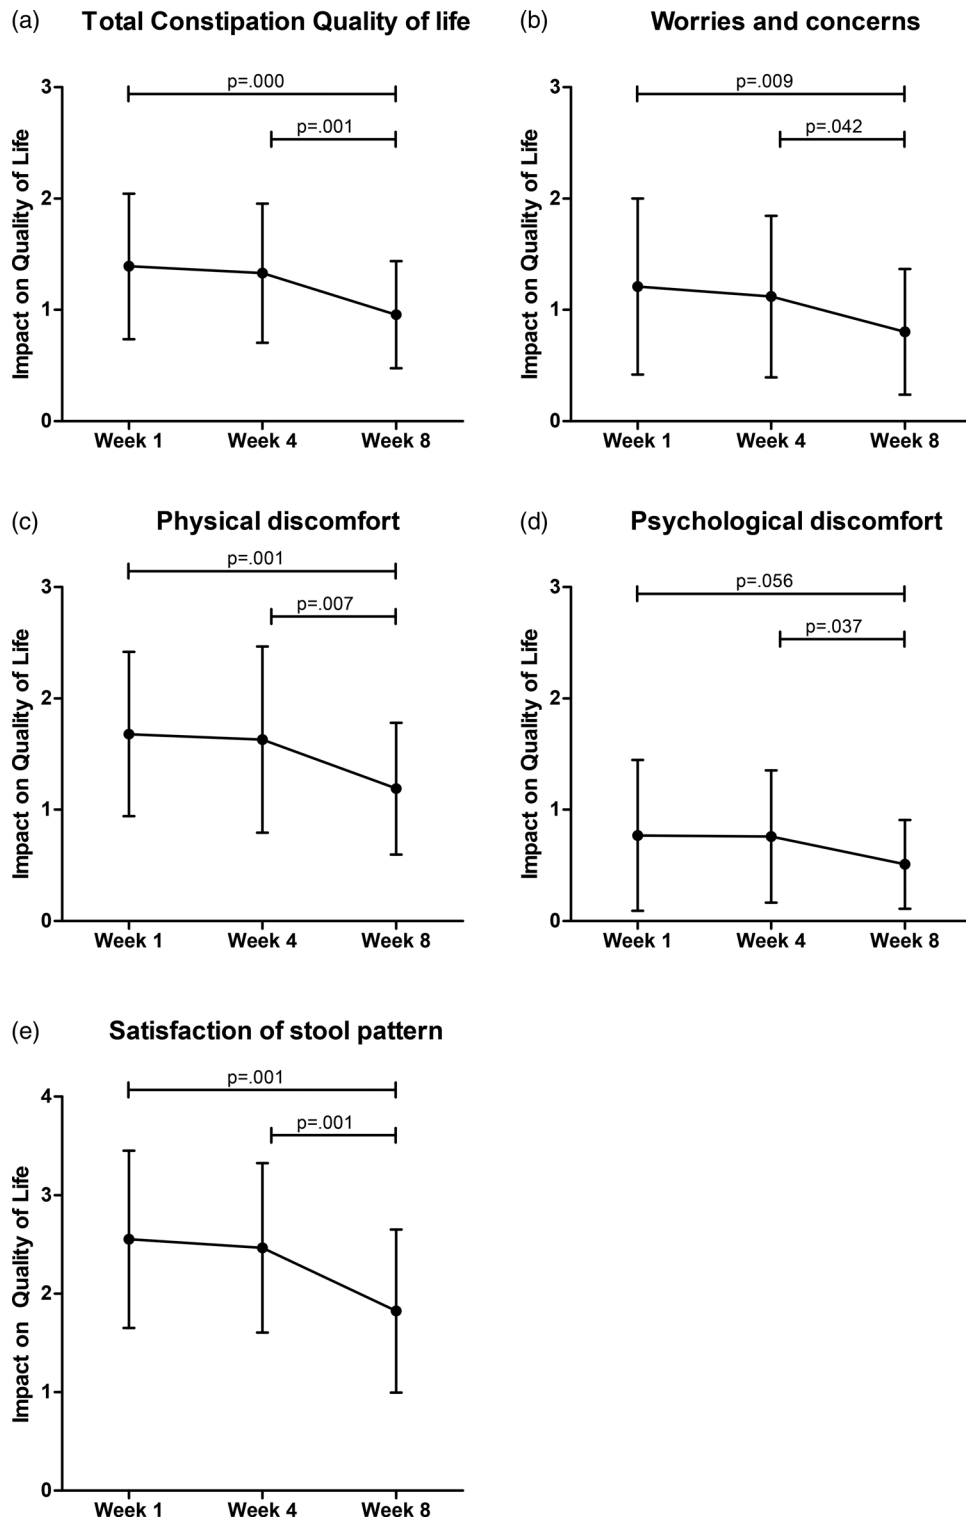 (a) Total Constipation Quality of life
p=.000
p=.001
Impact on Quality of Life
3
2
1
0
Week 1 Week 4 Week 8
(b) Worries and concerns
p=.009
p=.042
Impact on Quality of Life
3
2
1
0
Week 1 Week 4 Week 8
(c) Physical discomfort
p=.001
p=.007
Impact on Quality of Life
3
2
1
0
Week 1 Week 4 Week 8
(d) Psychological discomfort
p=.056
p=.037
Impact on Quality of Life
3
2
1
0
Week 1 Week 4 Week 8
(e) Satisfaction of stool pattern
p=.001
p=.001
Impact on Quality of Life
4
3
2
1
0
Week 1 Week 4 Week 8